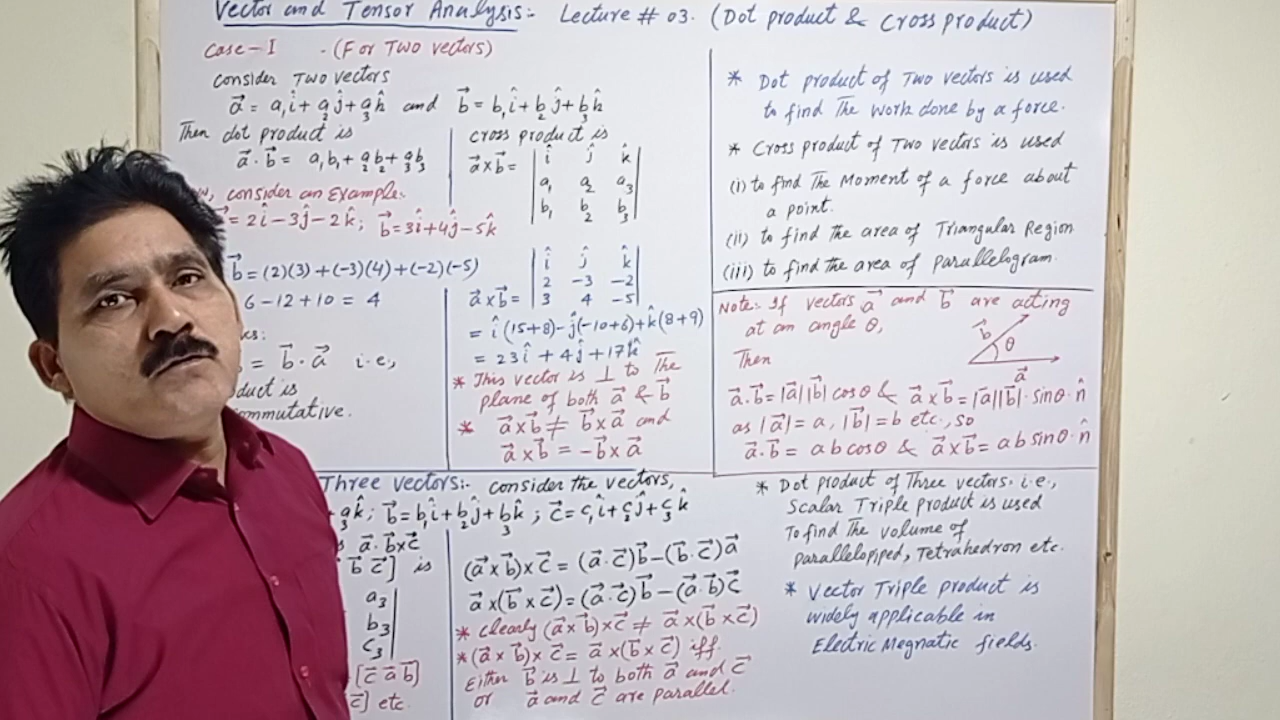 Vector and Tensor Analysis:- Lecture # 03. (Dot product & Cross product)
Case-I - (For Two vectors)
consider Two vectors
a⃗ = a₁î+a₂ĵ+a₃k̂ and b⃗ = b₁î+b₂ĵ+b₃k̂
Then dot product is
a⃗·b⃗ = a₁b₁+a₂b₂+a₃b₃
consider an Example:
= 2î-3ĵ-2k̂; b⃗=3î+4ĵ-5k̂
b⃗=(2)(3)+(-3)(4)+(-2)(-5)
6-12+10 = 4
= b⃗·a⃗ i.e.,
is
commutative.
cross product is
a⃗×b⃗= | î ĵ k̂ |
| a₁ a₂ a₃ |
| b₁ b₂ b₃ |
a⃗×b⃗= | î ĵ k̂ |
| 2 -3 -2 |
| 3 4 -5 |
= î(15+8)-ĵ(-10+6)+k̂(8+9)
= 23î+4ĵ+17k̂
* This vector is ⊥ to The
plane of both a⃗ & b⃗
* a⃗×b⃗ ≠ b⃗×a⃗ and
a⃗×b⃗ = -b⃗×a⃗
* Dot product of Two vectors is used
to find The work done by a force.
* Cross product of Two vectors is used
(i) to find The Moment of a force about
a point.
(ii) to find the area of Triangular Region
(iii) to find the area of parallelogram.
Note:- If vectors a⃗ and b⃗ are acting
at an angle θ,
b⃗
θ
a⃗
Then
a⃗·b⃗=|a⃗||b⃗|cosθ & a⃗×b⃗=|a⃗||b⃗|·sinθ·n̂
as |a⃗|=a, |b⃗|=b etc., so
a⃗·b⃗= ab cosθ & a⃗×b⃗= ab sinθ·n̂
Three vectors:- consider the vectors,
+a₃k̂; b⃗=b₁î+b₂ĵ+b₃k̂; c⃗=c₁î+c₂ĵ+c₃k̂
a⃗·b⃗×c⃗
b⃗ c⃗] is
a₃ |
b₃ |
c₃ |
[c⃗ a⃗ b⃗]
c⃗] etc.
(a⃗×b⃗)×c⃗ = (a⃗·c⃗)b⃗-(b⃗·c⃗)a⃗
a⃗×(b⃗×c⃗)=(a⃗·c⃗)b⃗-(a⃗·b⃗)c⃗
* clearly (a⃗×b⃗)×c⃗ ≠ a⃗×(b⃗×c⃗)
* (a⃗×b⃗)×c⃗ = a⃗×(b⃗×c⃗) iff
Either b⃗ is ⊥ to both a⃗ and c⃗
or a⃗ and c⃗ are parallel.
* Dot product of Three vectors. i.e.,
Scalar Triple product is used
To find The volume of
parallelopiped, Tetrahedron etc.
* Vector Triple product is
widely applicable in
Electric Megnatic fields.